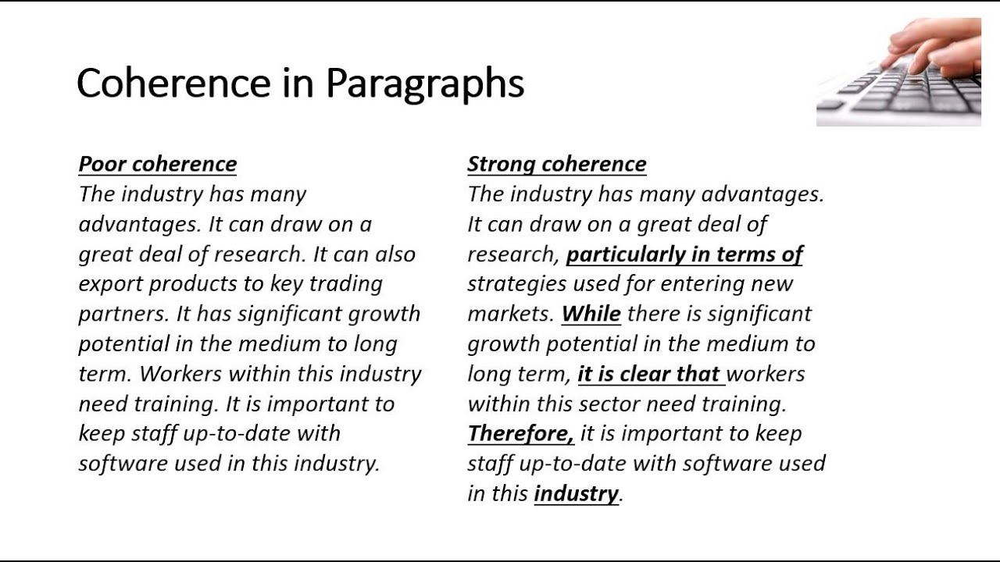 Coherence in Paragraphs
Poor coherence
The industry has many
advantages. It can draw on a
great deal of research. It can also
export products to key trading
partners. It has significant growth
potential in the medium to long
term. Workers within this industry
need training. It is important to
keep staff up-to-date with
software used in this industry.
Strong coherence
The industry has many advantages.
It can draw on a great deal of
research, particularly in terms of
strategies used for entering new
markets. While there is significant
growth potential in the medium to
long term, it is clear that workers
within this sector need training.
Therefore, it is important to keep
staff up-to-date with software used
in this industry.